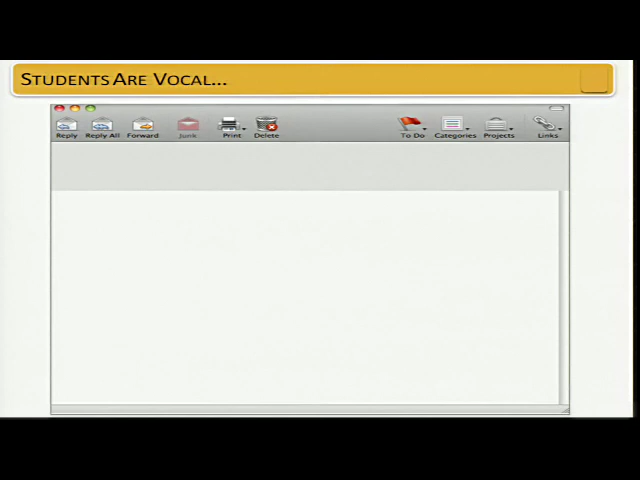 STUDENTS ARE VOCAL...
Reply Reply All Forward Junk Print Delete To Do Categories Projects Links